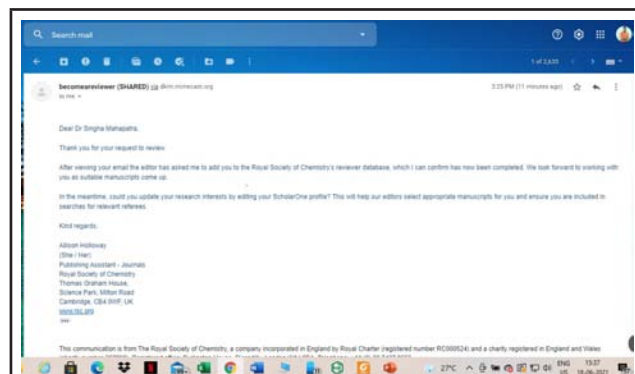 Search mail
1 of 2,635
becomeareviewer (SHARED) via dkim.mimecast.org
to me
3:25 PM (11 minutes ago)
Dear Dr Singha Mahapatra,
Thank you for your request to review
After viewing your email the editor has asked me to add you to the Royal Society of Chemistry's reviewer database, which I can confirm has now been completed. We look forward to working with
you as suitable manuscripts come up.
In the meantime, could you update your research interests by editing your ScholarOne profile? This will help our editors select appropriate manuscripts for you and ensure you are included in
searches for relevant referees.
Kind regards,
Allison Holloway
(She / Her)
Publishing Assistant - Journals
Royal Society of Chemistry
Thomas Graham House,
Science Park, Milton Road
Cambridge, CB4 0WF, UK
www.rsc.org
This communication is from The Royal Society of Chemistry, a company incorporated in England by Royal Charter (registered number RC000524) and a charity registered in England and Wales
27°C
ENG
US
15:37
18-06-2021